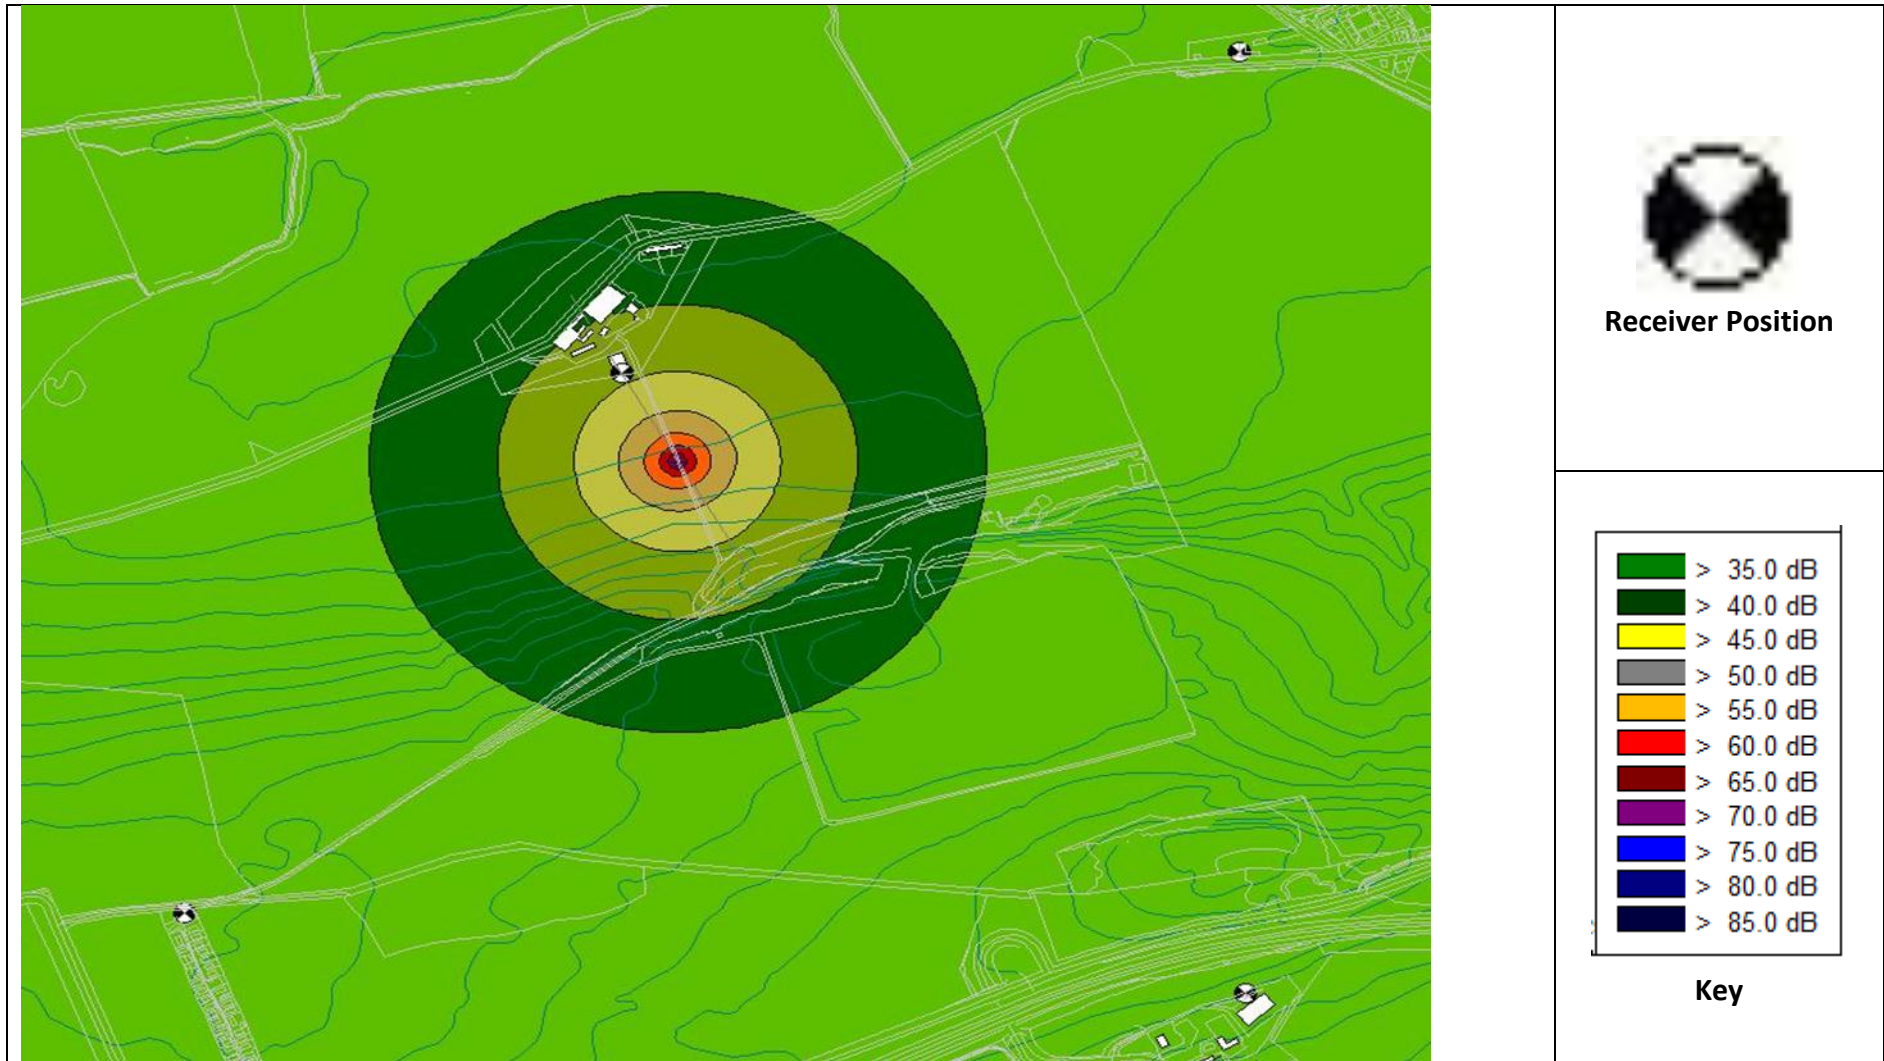 Receiver Position
> 35.0 dB
> 40.0 dB
> 45.0 dB
> 50.0 dB
> 55.0 dB
> 60.0 dB
> 65.0 dB
> 70.0 dB
> 75.0 dB
> 80.0 dB
> 85.0 dB
Key